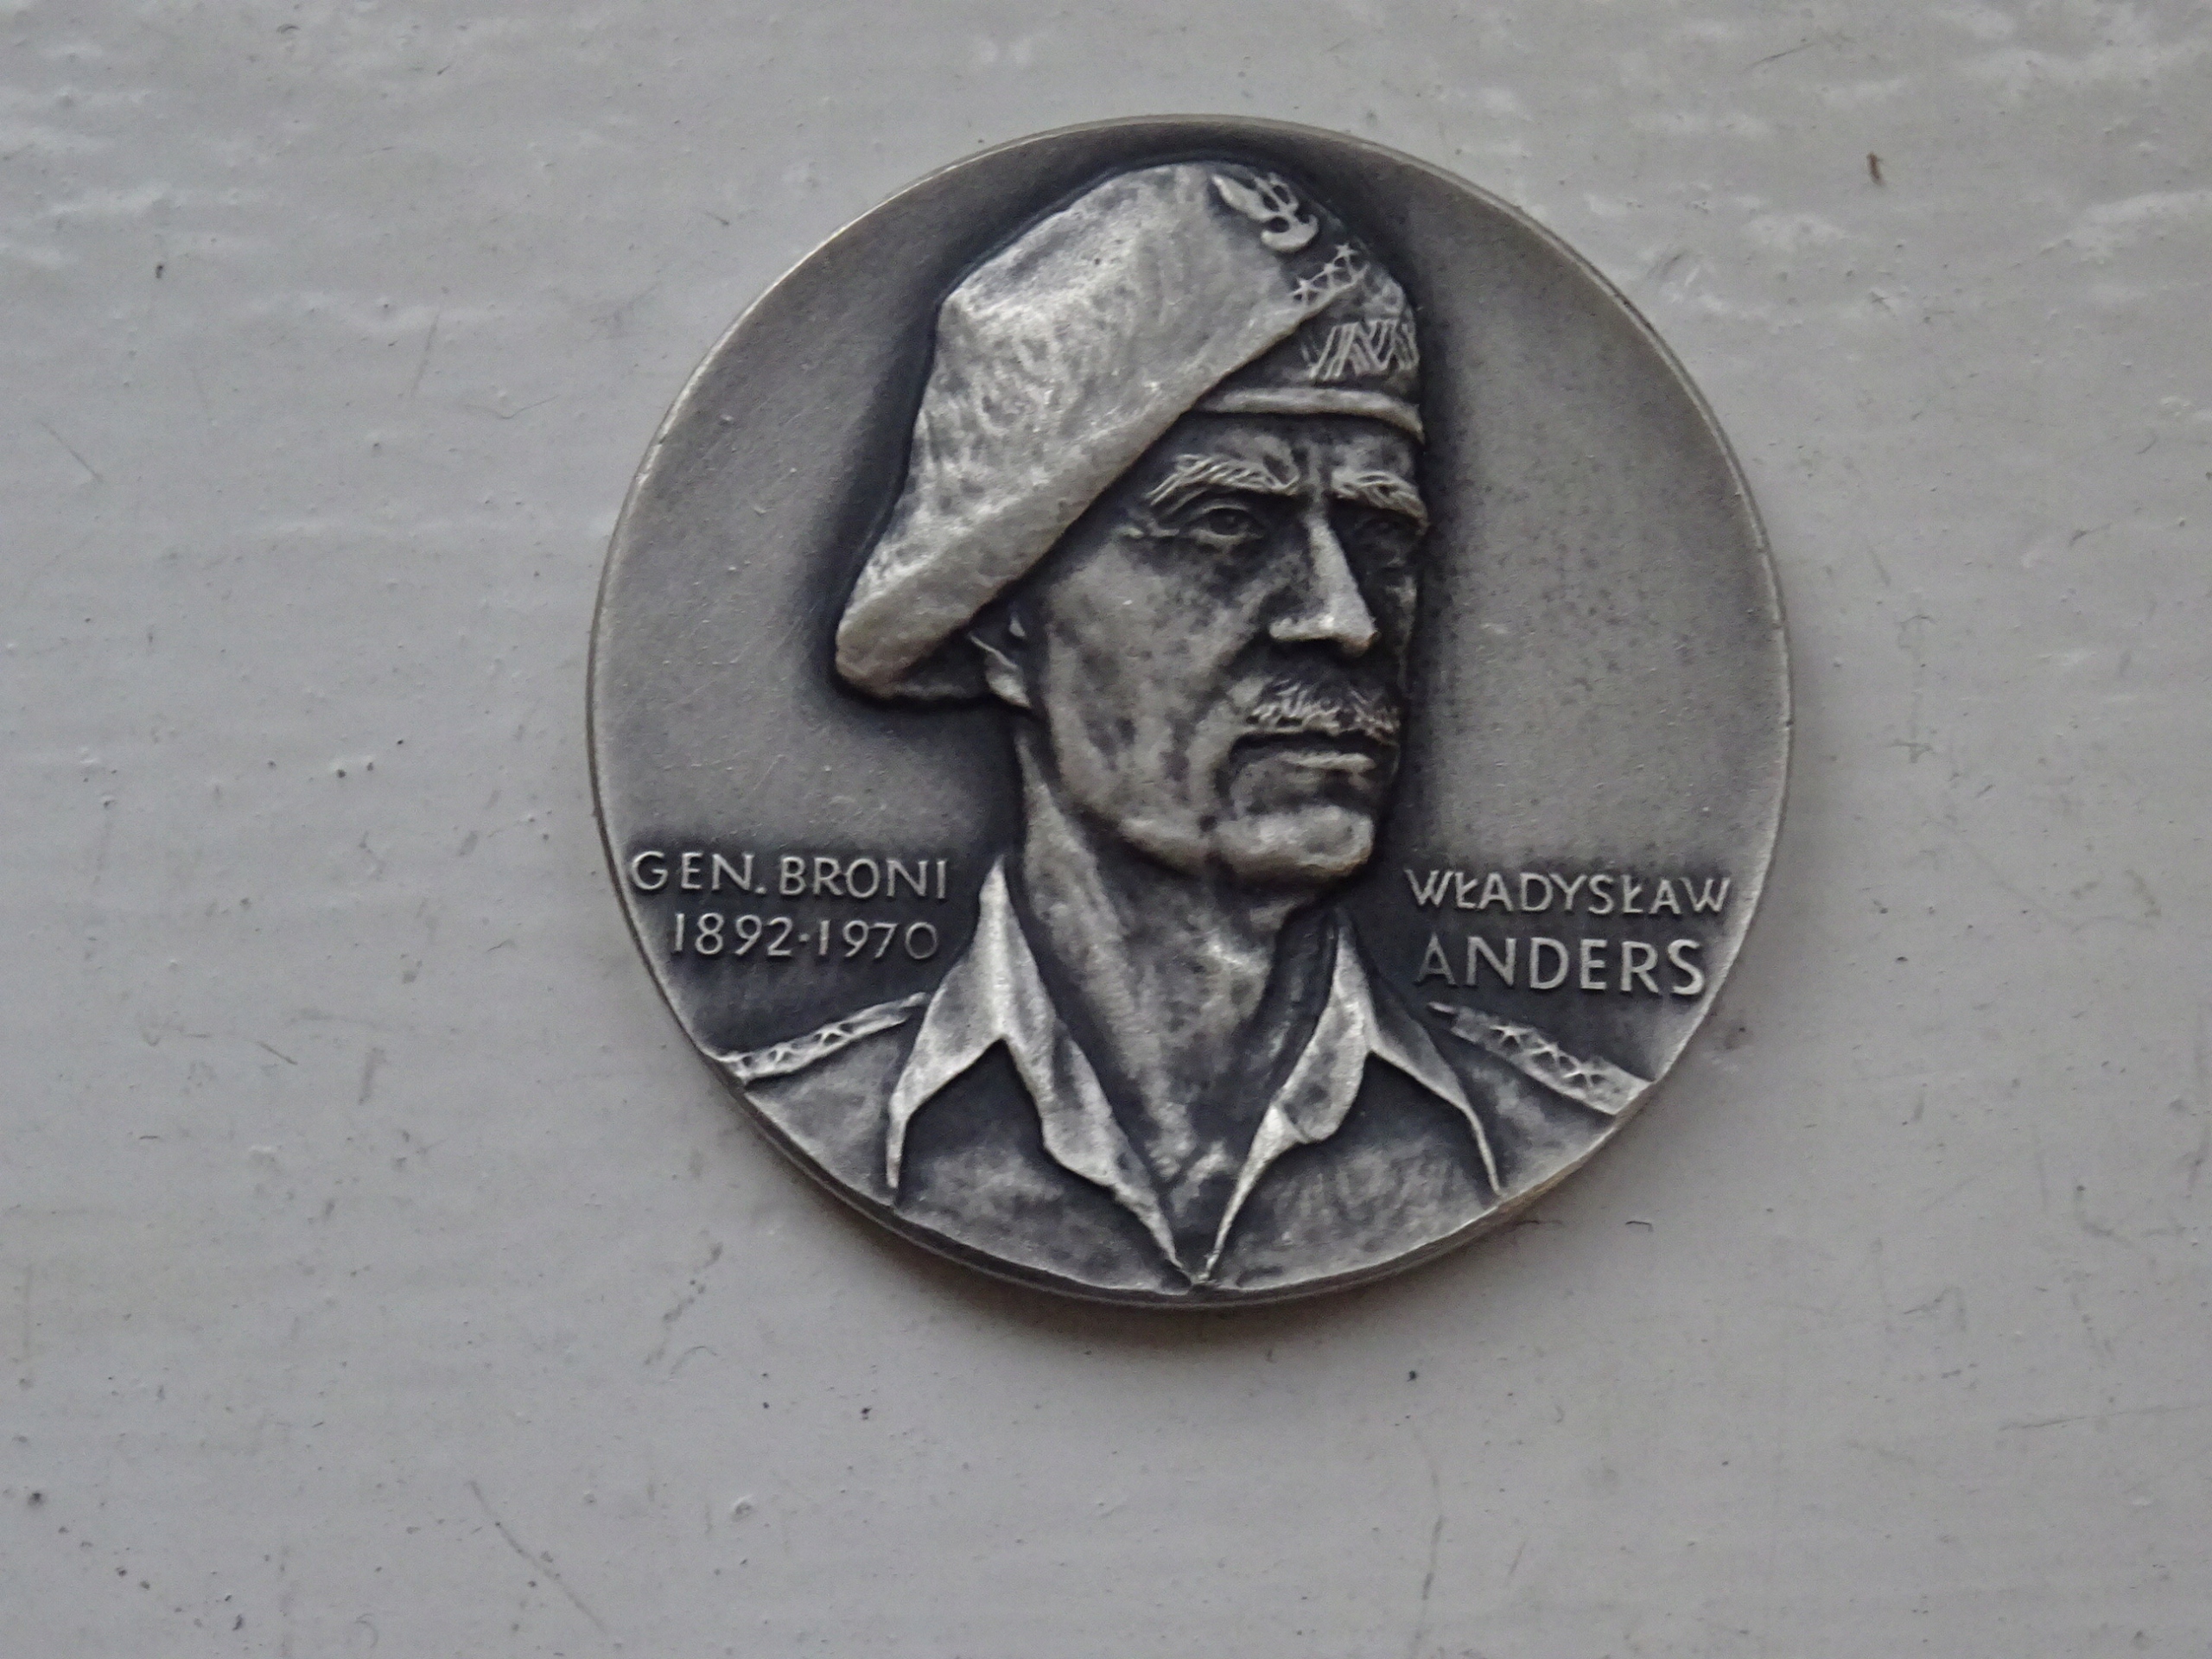 GEN. BRONI
1892·1970
WŁADYSŁAW
ANDERS